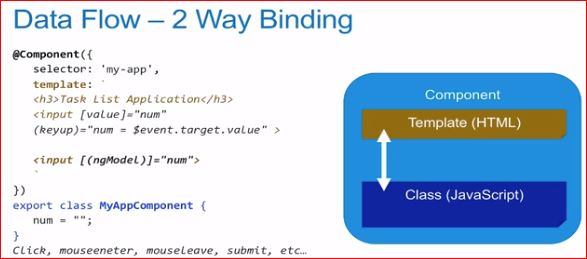 Data Flow – 2 Way Binding
@Component({
selector: 'my-app',
template: `
<h3>Task List Application</h3>
<input [value]="num"
(keyup)="num = $event.target.value" >
<input [(ngModel)]="num">
`
})
export class MyAppComponent {
num = "";
}
Click, mouseeneter, mouseleave, submit, etc…
Component
Template (HTML)
Class (JavaScript)